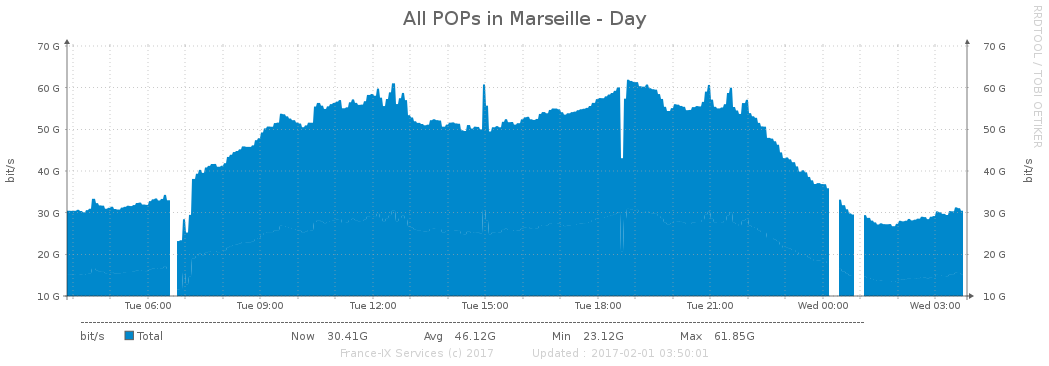 All POPs in Marseille - Day
RRDTOOL / TOBI OETIKER
70 G 70 G
60 G 60 G
50 G 50 G
40 G 40 G
bit/s bit/s
30 G 30 G
20 G 20 G
10 G 10 G
Tue 06:00 Tue 09:00 Tue 12:00 Tue 15:00 Tue 18:00 Tue 21:00 Wed 00:00 Wed 03:00
bit/s Total Now 30.41G Avg 46.12G Min 23.12G Max 61.85G
France-IX Services (c) 2017 Updated : 2017-02-01 03:50:01